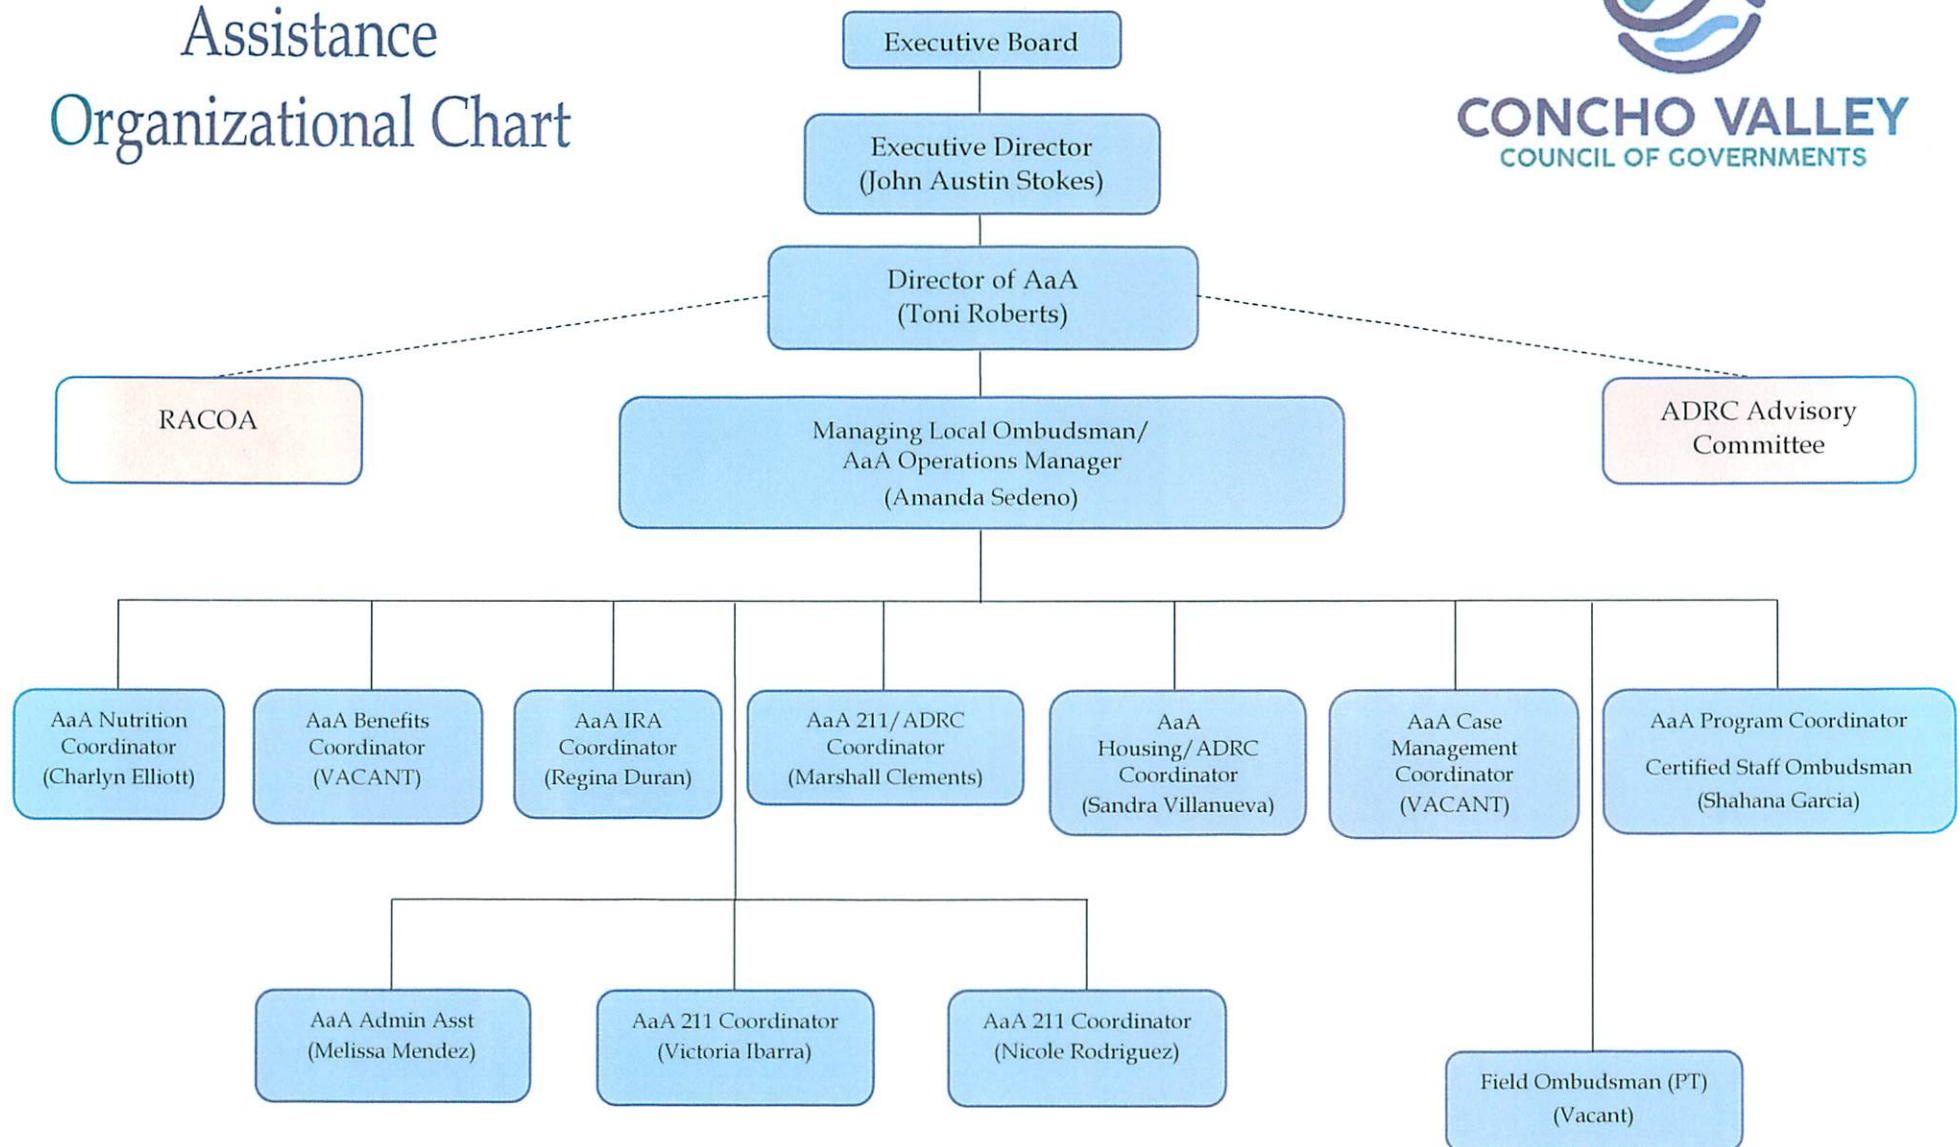 Assistance
Organizational Chart
CONCHO VALLEY
COUNCIL OF GOVERNMENTS
Executive Board
Executive Director
(John Austin Stokes)
Director of AaA
(Toni Roberts)
RACOA
Managing Local Ombudsman/
AaA Operations Manager
(Amanda Sedeno)
ADRC Advisory
Committee
AaA Nutrition
Coordinator
(Charlyn Elliott)
AaA Benefits
Coordinator
(VACANT)
AaA IRA
Coordinator
(Regina Duran)
AaA 211/ADRC
Coordinator
(Marshall Clements)
AaA
Housing/ADRC
Coordinator
(Sandra Villanueva)
AaA Case
Management
Coordinator
(VACANT)
AaA Program Coordinator
Certified Staff Ombudsman
(Shahana Garcia)
AaA Admin Asst
(Melissa Mendez)
AaA 211 Coordinator
(Victoria Ibarra)
AaA 211 Coordinator
(Nicole Rodriguez)
Field Ombudsman (PT)
(Vacant)